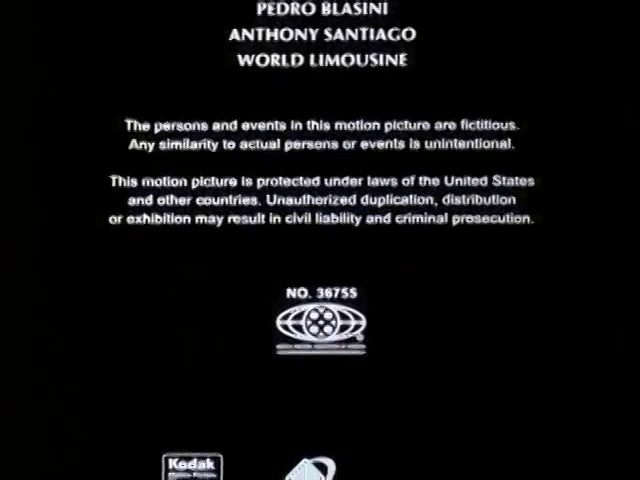 PEDRO BLASINI
ANTHONY SANTIAGO
WORLD LIMOUSINE
The persons and events in this motion picture are fictitious.
Any similarity to actual persons or events is unintentional.
This motion picture is protected under laws of the United States
and other countries. Unauthorized duplication, distribution
or exhibition may result in civil liability and criminal prosecution.
NO. 36755
Kodak
Motion Picture